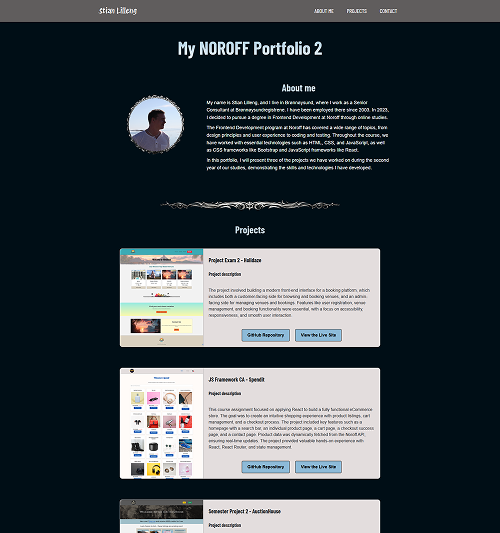 Stian Lilleng
ABOUT ME PROJECTS CONTACT
My NOROFF Portfolio 2
About me
My name is Stian Lilleng, and I live in Brønnøysund, where I work as a Senior
Consultant at Brønnøysundregistrene. I have been employed there since 2003. In 2023,
I decided to pursue a degree in Frontend Development at Noroff through online studies.
The Frontend Development program at Noroff has covered a wide range of topics, from
design principles and user experience to coding and testing. Throughout the course, we
have worked with essential technologies such as HTML, CSS, and JavaScript, as well
as CSS frameworks like Bootstrap and JavaScript frameworks like React.
In this portfolio, I will present three of the projects we have worked on during the second
year of our studies, demonstrating the skills and technologies I have developed.
Projects
Project Exam 2 - Holidaze
Project description
The project involved building a modern front-end interface for a booking platform, which
includes both a customer-facing side for browsing and booking venues, and an admin
facing side for managing venues and bookings. Features like user registration, venue
management, and booking functionality were essential, with a focus on accessibility,
responsiveness, and smooth user interaction.
GitHub Repository View the Live Site
JS Framework CA - Spendit
Project description
This course assignment focused on applying React to build a fully functional eCommerce
store. The goal was to create an intuitive shopping experience with product listings, cart
management, and a checkout process. The project included key features such as a
homepage with a search bar, an individual product page, a cart page, a checkout success
page, and a contact page. Product data was dynamically fetched from the Noroff API,
ensuring real-time updates. The project provided valuable hands-on experience with
React, React Router, and state management.
GitHub Repository View the Live Site
Semester Project 2 - AuctionHouse
Project description